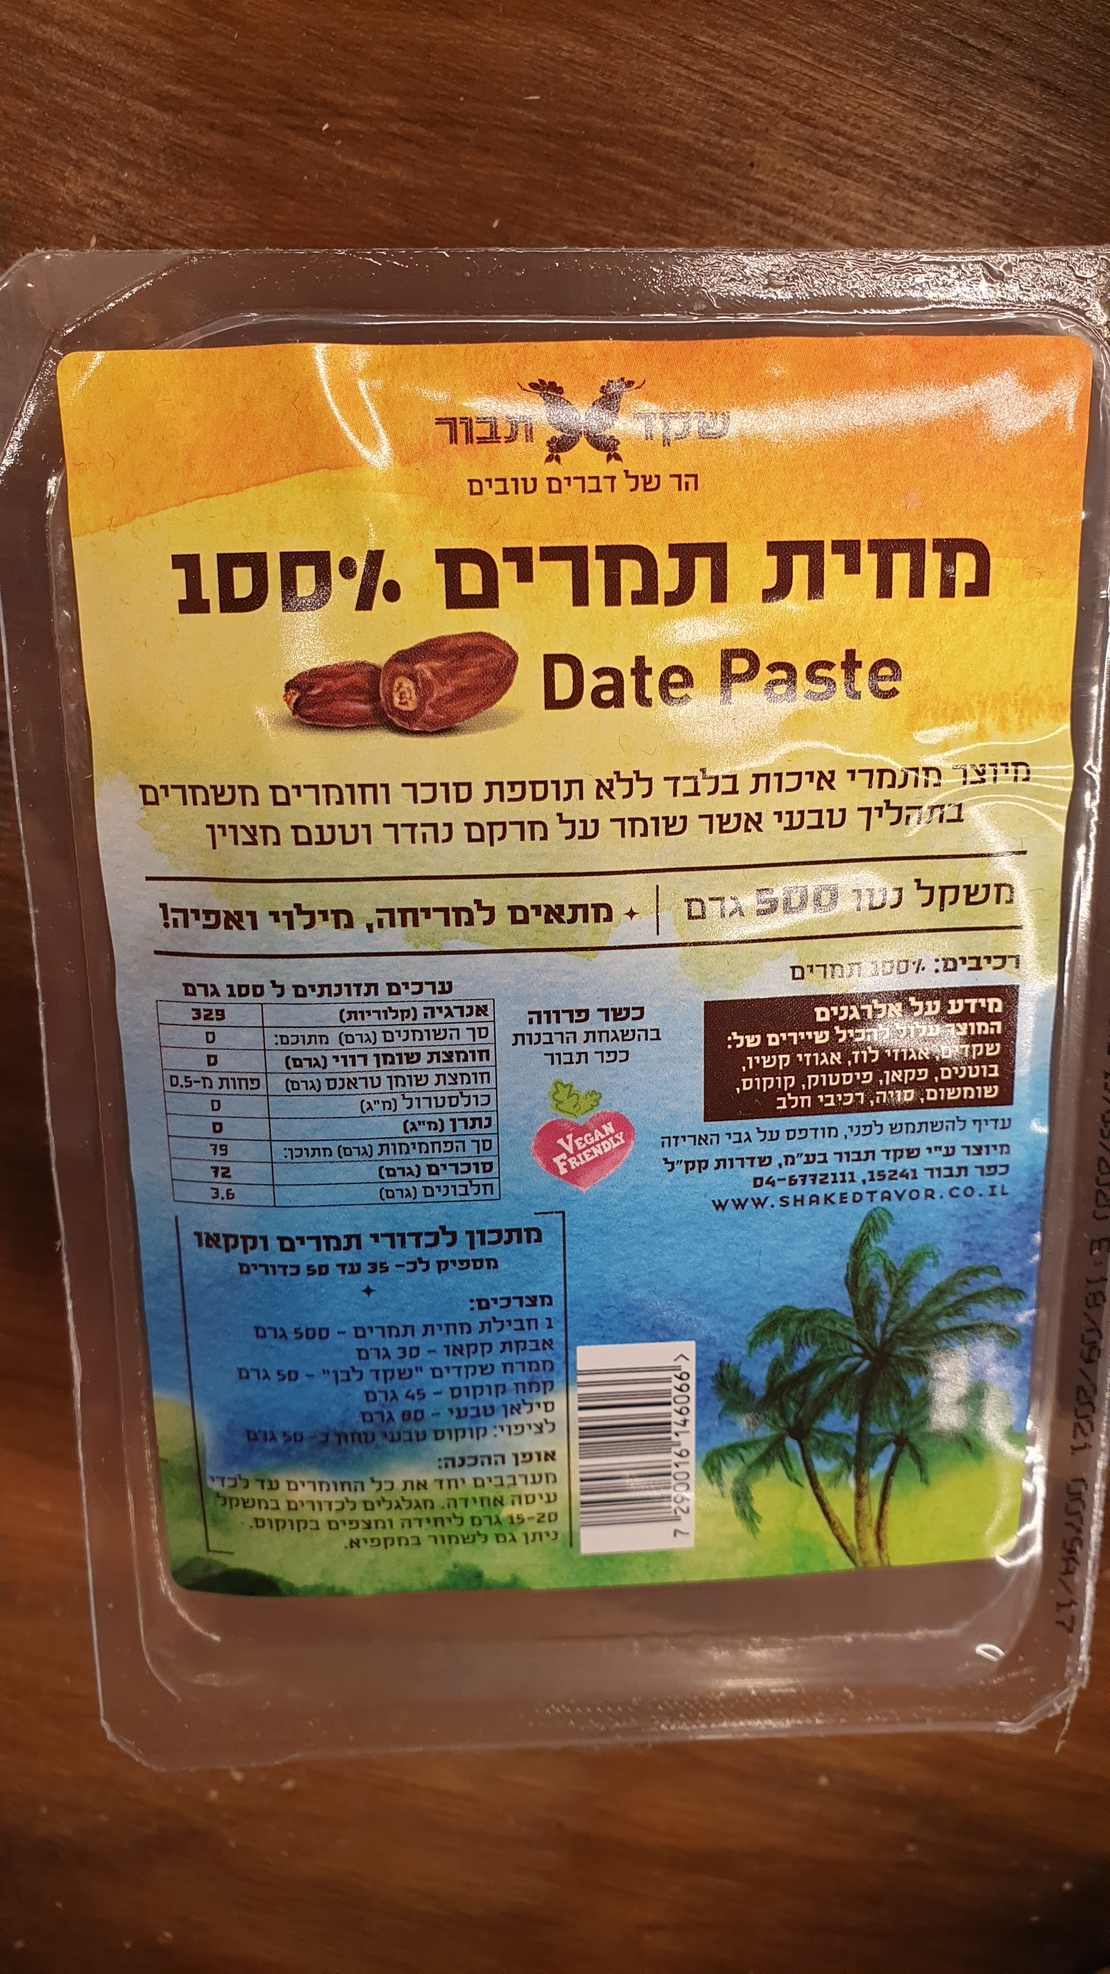 שקד תבור
הר של דברים טובים
מחית תמרים 100%
Date Paste
מיוצר מתמרי איכות בלבד ללא תוספת סוכר וחומרים משמרים
בתהליך טבעי אשר שומר על מרקם נהדר וטעם מצוין
משקל נטו 500 גרם
מתאים למריחה, מילוי ואפיה!
רכיבים: 100% תמרים
מידע על אלרגנים
המוצר עלול להכיל שיירים של:
שקדים, אגוזי לוז, אגוזי קשיו,
בוטנים, פקאן, פיסטוק, קוקוס,
שומשום, סויה, רכיבי חלב
עדיף להשתמש לפני, מודפס על גבי האריזה
מיוצר ע״י שקד תבור בע״מ, שדרות קק״ל
כפר תבור 15241, 04-6772111
WWW.SHAKEDTAVOR.CO.IL
כשר פרווה
בהשגחת הרבנות
כפר תבור
VEGAN
FRIENDLY
ערכים תזונתים ל 100 גרם
אנרגיה (קלוריות) 329
סך השומנים (גרם) מתוכם: 0
חומצת שומן רווי (גרם) 0
חומצת שומן טראנס (גרם) פחות מ-0.5
כולסטרול (מ״ג) 0
נתרן (מ״ג) 0
סך הפחמימות (גרם) מתוכן: 79
סוכרים (גרם) 72
חלבונים (גרם) 3.6
מתכון לכדורי תמרים וקקאו
מספיק לכ- 35 עד 50 כדורים
מצרכים:
1 חבילת מחית תמרים - 500 גרם
אבקת קקאו - 30 גרם
ממרח שקדים "שקד לבן" - 50 גרם
קמח קוקוס - 45 גרם
סילאן טבעי - 80 גרם
לציפוי: קוקוס טבעי טחון כ- 50 גרם
אופן ההכנה:
מערבבים יחד את כל החומרים עד לכדי
עיסה אחידה. מגלגלים לכדורים במשקל
15-20 גרם ליחידה ומצפים בקוקוס.
ניתן גם לשמור במקפיא.
7 290016 146066 >